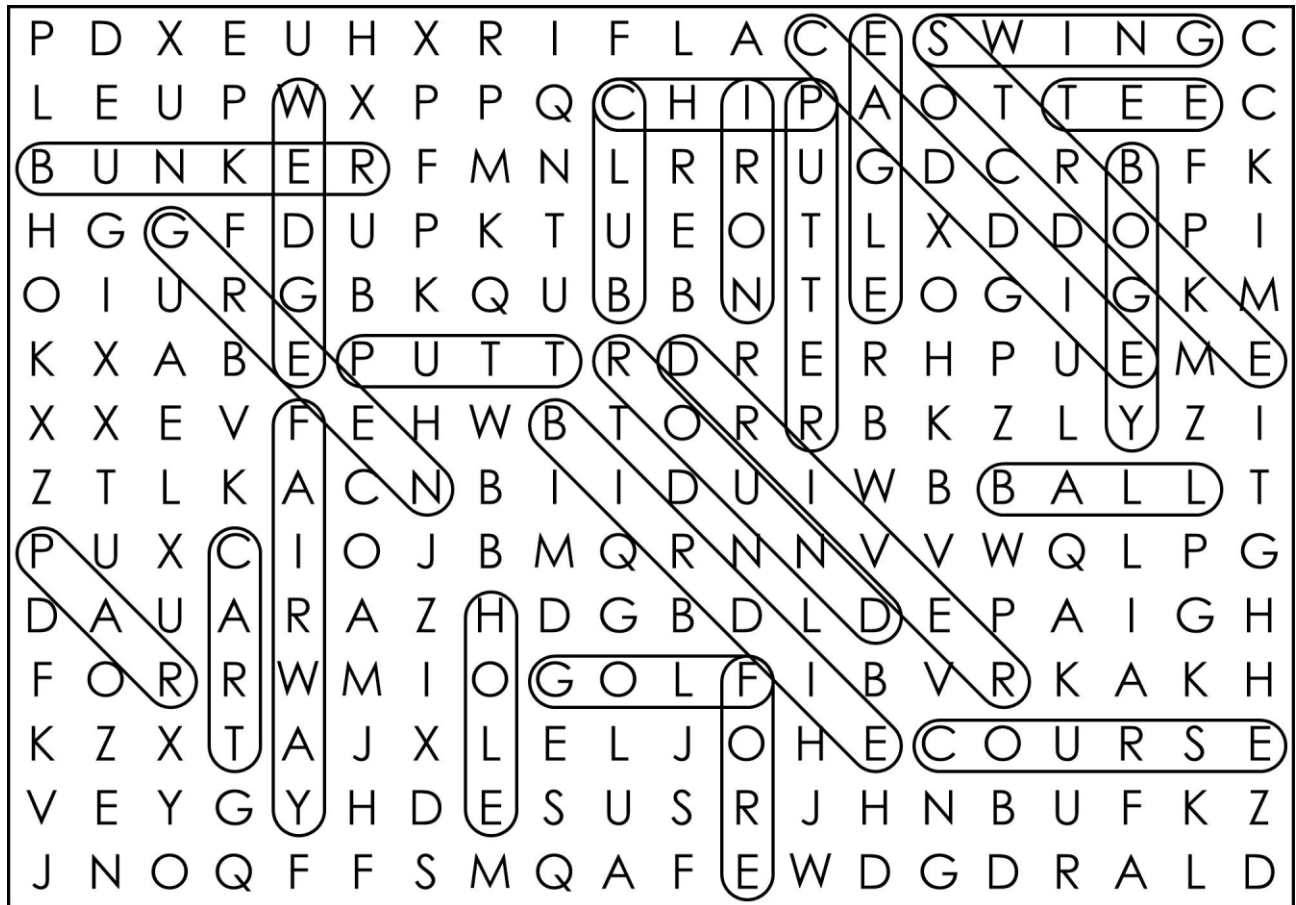 P D X E U H X R I F L A C E S W I N G C
L E U P W X P P Q C H I P A O T T E E C
B U N K E R F M N L R R U G D C R B F K
H G G F D U P K T U E O T L X D D O P I
O I U R G B K Q U B B N T E O G I G K M
K X A B E P U T T R D R E R H P U E M E
X X E V F E H W B T O R R B K Z L Y Z I
Z T L K A C N B I I D U I W B B A L L T
P U X C I O J B M Q R N N V V W Q L P G
D A U A R A Z H D G B D L D E P A I G H
F O R R W M I O G O L F I B V R K A K H
K Z X T A J X L E L J O H E C O U R S E
V E Y G Y H D E S U S R J H N B U F K Z
J N O Q F F S M Q A F E W D G D R A L D